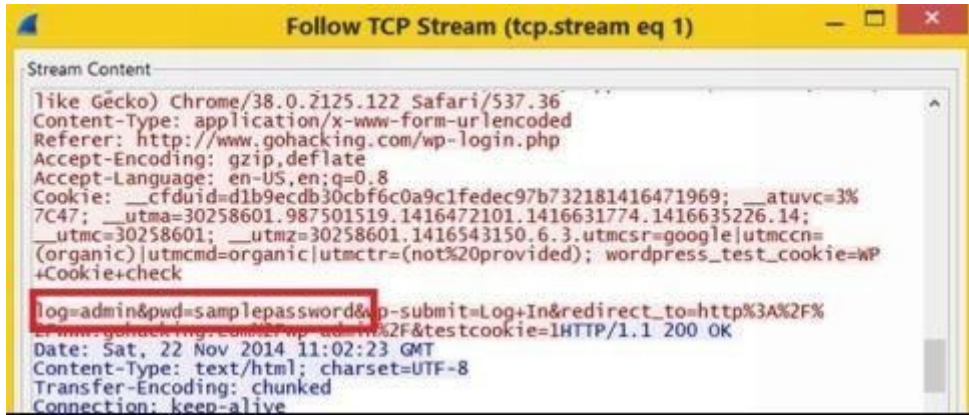 Follow TCP Stream (tcp.stream eq 1)
Stream Content
like Gecko) Chrome/38.0.2125.122 Safari/537.36
Content-Type: application/x-www-form-urlencoded
Referer: http://www.gohacking.com/wp-login.php
Accept-Encoding: gzip,deflate
Accept-Language: en-US,en;q=0.8
Cookie: __cfduid=d1b9ecdb30cbf6c0a9c1fedec97b732181416471969; __atuvc=3%
7C47; __utma=30258601.987501519.1416472101.1416631774.1416635226.14;
__utmc=30258601; __utmz=30258601.1416543150.6.3.utmcsr=google|utmccn=
(organic)|utmcmd=organic|utmctr=(not%20provided); wordpress_test_cookie=WP
+Cookie+check
log=admin&pwd=samplepassword&wp-submit=Log+In&redirect_to=http%3A%2F%
2Fwww.gohacking.com%2Fwp-admin%2F&testcookie=1HTTP/1.1 200 OK
Date: Sat, 22 Nov 2014 11:02:23 GMT
Content-Type: text/html; charset=UTF-8
Transfer-Encoding: chunked
Connection: keep-alive